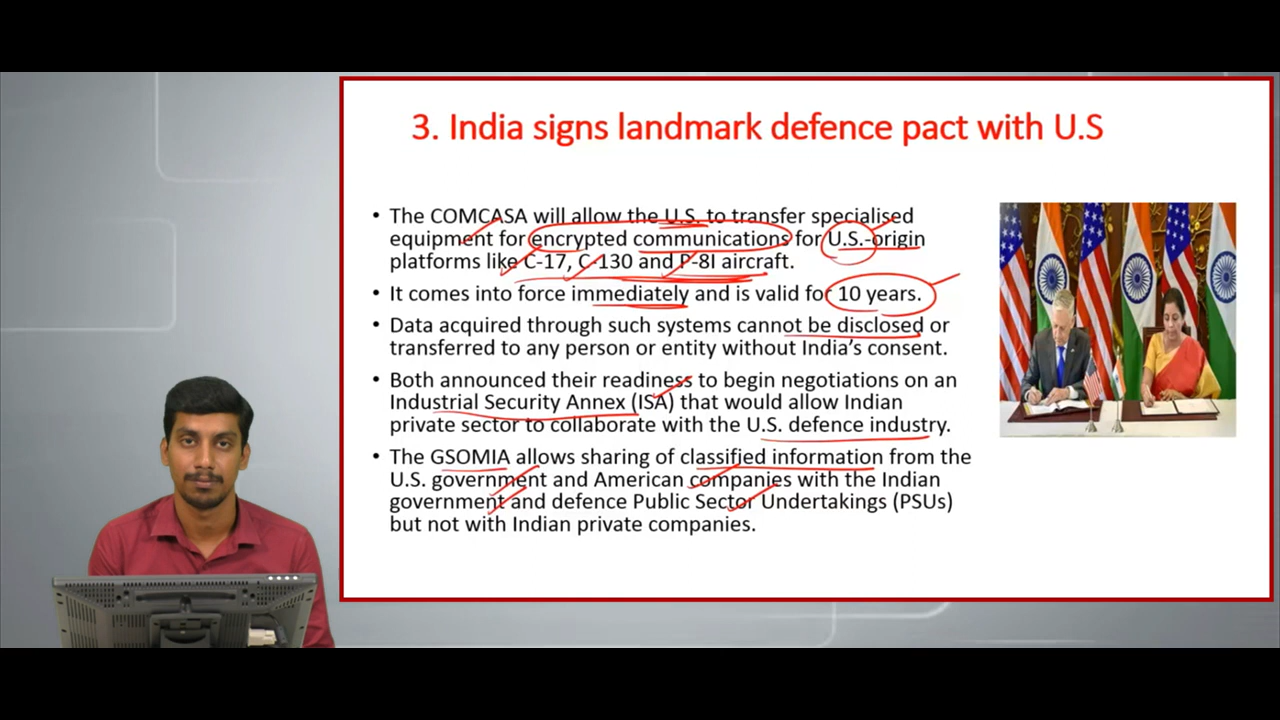 3. India signs landmark defence pact with U.S
• The COMCASA will allow the U.S. to transfer specialised
equipment for encrypted communications for U.S.-origin
platforms like C-17, C-130 and P-8I aircraft.
• It comes into force immediately and is valid for 10 years.
• Data acquired through such systems cannot be disclosed or
transferred to any person or entity without India’s consent.
• Both announced their readiness to begin negotiations on an
Industrial Security Annex (ISA) that would allow Indian
private sector to collaborate with the U.S. defence industry.
• The GSOMIA allows sharing of classified information from the
U.S. government and American companies with the Indian
government and defence Public Sector Undertakings (PSUs)
but not with Indian private companies.